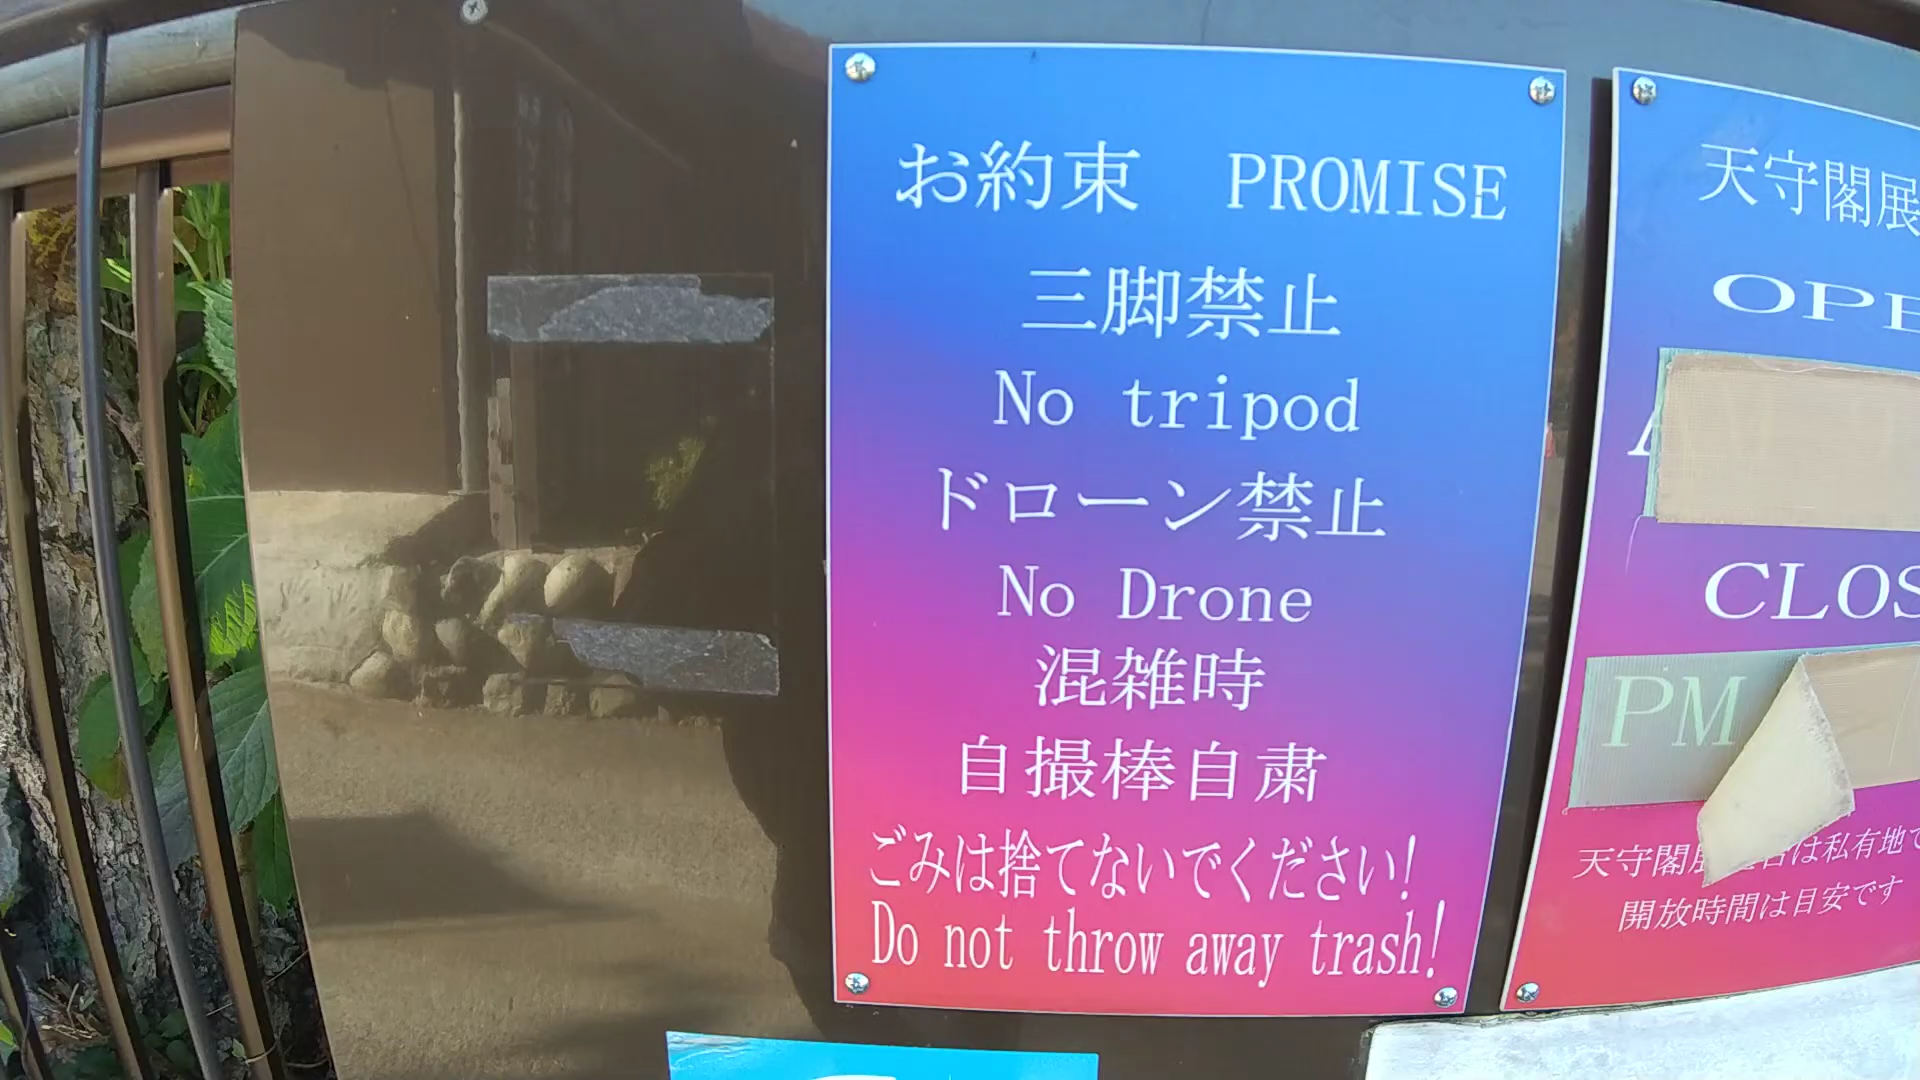 お約束　PROMISE
三脚禁止
No tripod
ドローン禁止
No Drone
混雑時
自撮棒自粛
ごみは捨てないでください!
Do not throw away trash!
天守閣展
OPE
CLOS
PM
天守閣展 台は私有地で
開放時間は目安です